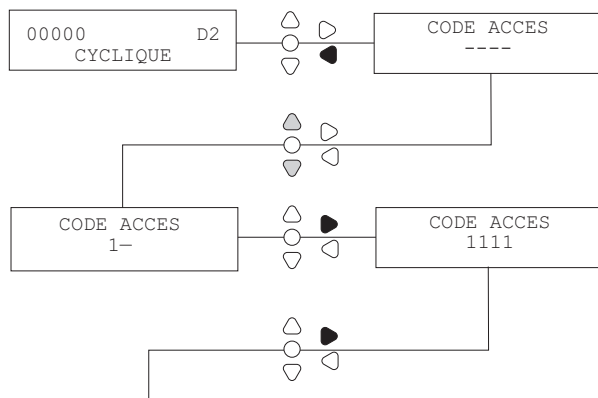 00000 D2
CYCLIQUE
CODE ACCES
----
CODE ACCES
1—
CODE ACCES
1111